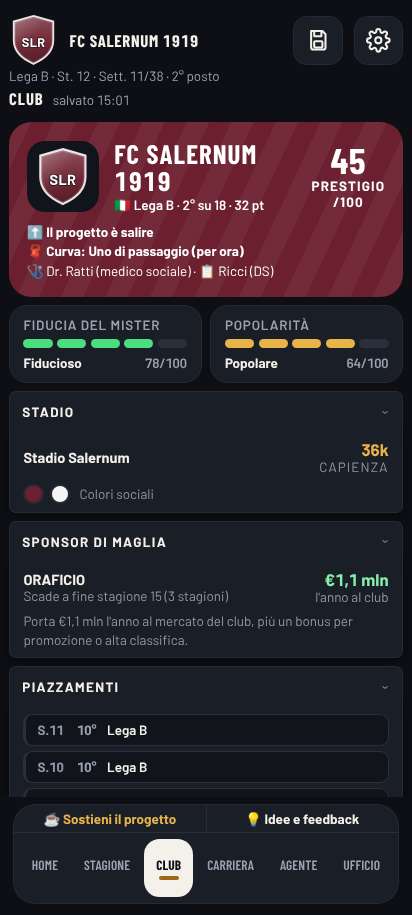 SLR
FC SALERNUM 1919
Lega B · St. 12 · Sett. 11/38 · 2° posto
CLUB salvato 15:01
SLR
FC SALERNUM
1919
🇮🇹 Lega B · 2° su 18 · 32 pt
45
PRESTIGIO
/100
⬆️ Il progetto è salire
🧣 Curva: Uno di passaggio (per ora)
🩺 Dr. Ratti (medico sociale) · 📋 Ricci (DS)
FIDUCIA DEL MISTER
Fiducioso 78/100
POPOLARITÀ
Popolare 64/100
STADIO
Stadio Salernum
36k
CAPIENZA
Colori sociali
SPONSOR DI MAGLIA
ORAFICIO
Scade a fine stagione 15 (3 stagioni)
€1,1 mln
l'anno al club
Porta €1,1 mln l'anno al mercato del club, più un bonus per
promozione o alta classifica.
PIAZZAMENTI
S.11 10° Lega B
S.10 10° Lega B
☕ Sostieni il progetto
💡 Idee e feedback
HOME STAGIONE CLUB CARRIERA AGENTE UFFICIO